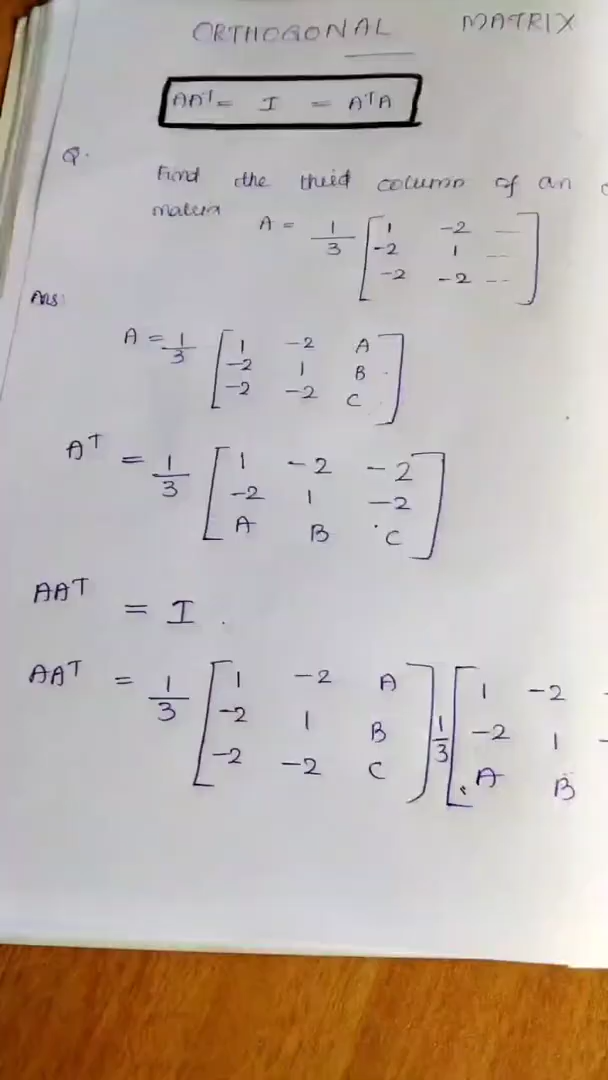 ORTHOGONAL MATRIX
AAT = I = ATA
Q. Find the third column of an
A = 1/3 [ 1 -2 —
-2 1 --
-2 -2 -- ]
Ans:
A = 1/3 [ 1 -2 A
-2 1 B
-2 -2 C ]
AT = 1/3 [ 1 -2 -2
-2 1 -2
A B C ]
AAT = I.
AAT = 1/3 [ 1 -2 A
-2 1 B
-2 -2 C ] 1/3 [ 1 -2
-2 1
A B